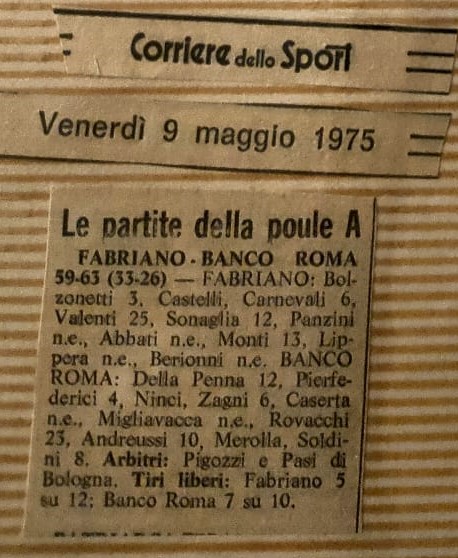 Corriere dello Sport
Venerdì 9 maggio 1975
Le partite della poule A
FABRIANO - BANCO ROMA
59-63 (33-26) — FABRIANO: Bol-
zonetti 3, Castelli, Carnevali 6,
Valenti 25, Sonaglia 12, Panzini
n.e., Abbati n.e., Monti 13, Lip-
pera n.e., Berionni n.e. BANCO
ROMA: Della Penna 12, Pierfe-
derici 4, Ninci, Zagni 6, Caserta
n.e., Migliavacca n.e., Rovacchi
23, Andreussi 10, Merolla, Soldi-
ni 8. Arbitri: Pigozzi e Pasi di
Bologna. Tiri liberi: Fabriano 5
su 12; Banco Roma 7 su 10.